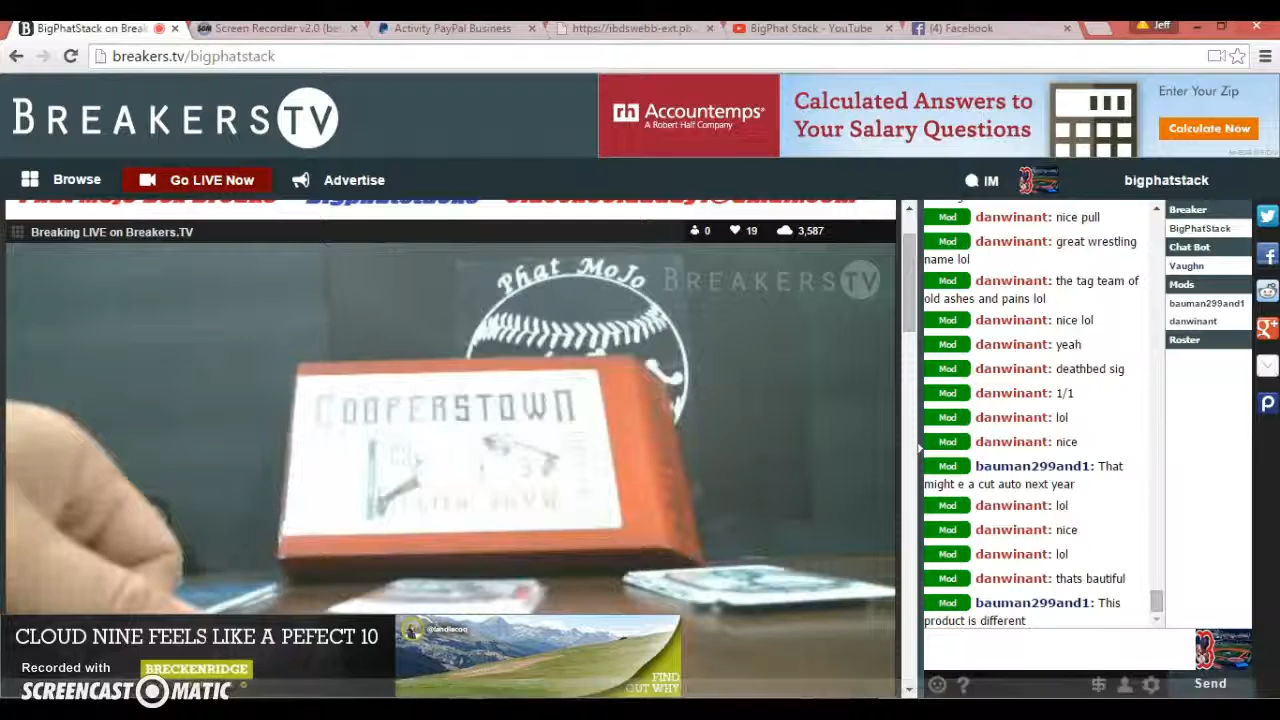 BigPhatStack on Break
Screen Recorder v2.0 (be
Activity PayPal Business
https://ibdswebb-ext.pb
BigPhat Stack - YouTube
(4) Facebook
Jeff
breakers.tv/bigphatstack
BREAKERS TV
rh Accountemps
A Robert Half Company
Calculated Answers to
Your Salary Questions
Enter Your Zip
Calculate Now
Browse
Go LIVE Now
Advertise
IM
bigphatstack
Breaking LIVE on Breakers.TV
0
19
3,587
Phat MoJo
BREAKERS TV
COOPERSTOWN
CLOUD NINE FEELS LIKE A PEFECT 10
BRECKENRIDGE
@landlecoq
FIND
OUT WHY
Recorded with
SCREENCAST MATIC
Mod danwinant: nice pull
Mod danwinant: great wrestling
name lol
Mod danwinant: the tag team of
old ashes and pains lol
Mod danwinant: nice lol
Mod danwinant: yeah
Mod danwinant: deathbed sig
Mod danwinant: 1/1
Mod danwinant: lol
Mod danwinant: nice
Mod bauman299and1: That
might e a cut auto next year
Mod danwinant: lol
Mod danwinant: nice
Mod danwinant: lol
Mod danwinant: thats bautiful
Mod bauman299and1: This
product is different
Send
Breaker
BigPhatStack
Chat Bot
Vaughn
Mods
bauman299and1
danwinant
Roster